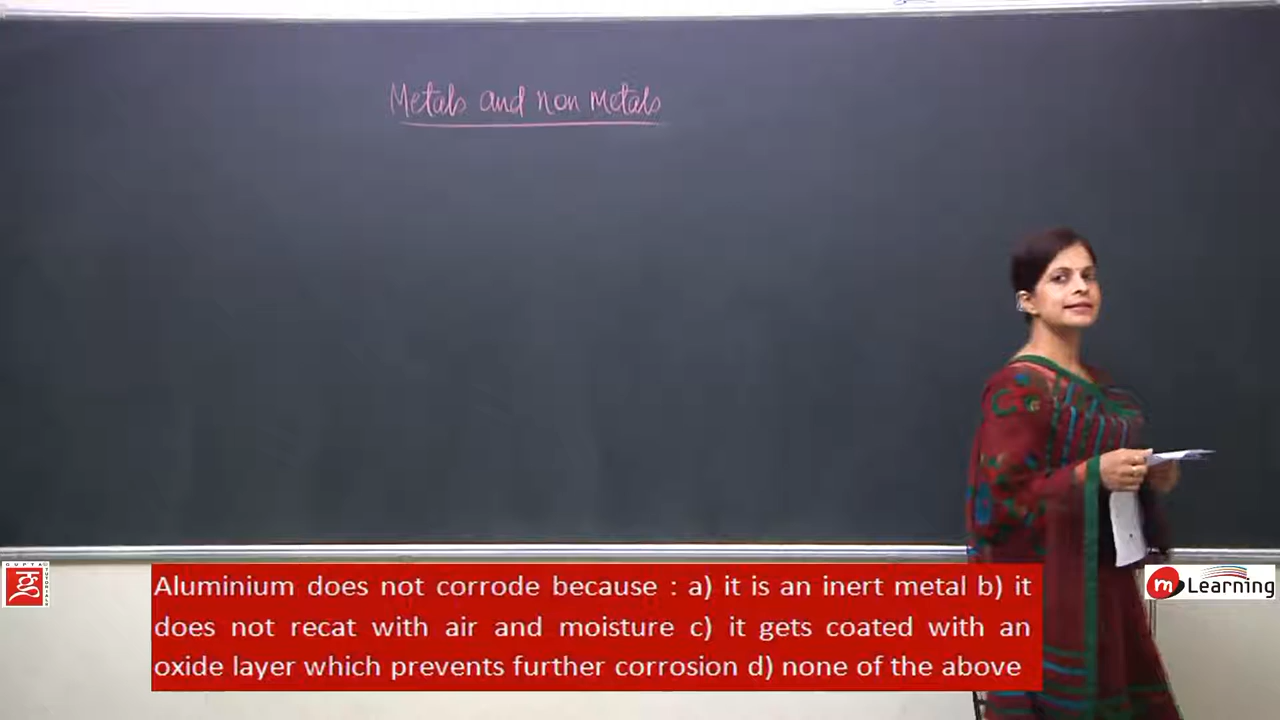 Metals and non Metals
Aluminium does not corrode because : a) it is an inert metal b) it
does not recat with air and moisture c) it gets coated with an
oxide layer which prevents further corrosion d) none of the above
GUPTA
TUTORIALS
m Learning